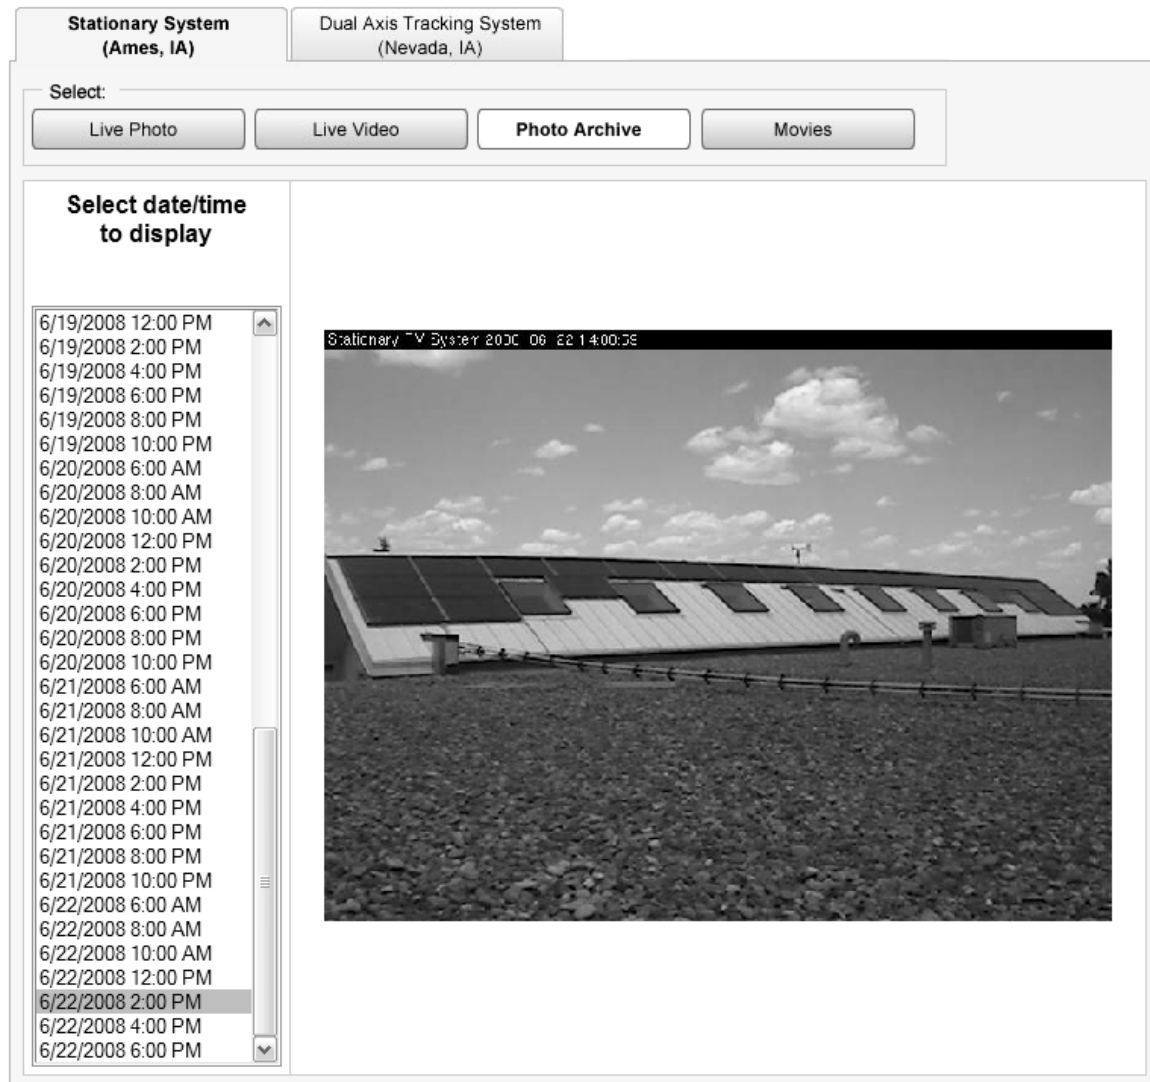 Stationary System
(Ames, IA)
Dual Axis Tracking System
(Nevada, IA)
Select:
Live Photo
Live Video
Photo Archive
Movies
Select date/time
to display
6/19/2008 12:00 PM
6/19/2008 2:00 PM
6/19/2008 4:00 PM
6/19/2008 6:00 PM
6/19/2008 8:00 PM
6/19/2008 10:00 PM
6/20/2008 6:00 AM
6/20/2008 8:00 AM
6/20/2008 10:00 AM
6/20/2008 12:00 PM
6/20/2008 2:00 PM
6/20/2008 4:00 PM
6/20/2008 6:00 PM
6/20/2008 8:00 PM
6/20/2008 10:00 PM
6/21/2008 6:00 AM
6/21/2008 8:00 AM
6/21/2008 10:00 AM
6/21/2008 12:00 PM
6/21/2008 2:00 PM
6/21/2008 4:00 PM
6/21/2008 6:00 PM
6/21/2008 8:00 PM
6/21/2008 10:00 PM
6/22/2008 6:00 AM
6/22/2008 8:00 AM
6/22/2008 10:00 AM
6/22/2008 12:00 PM
6/22/2008 2:00 PM
6/22/2008 4:00 PM
6/22/2008 6:00 PM
Stationary System 06 22